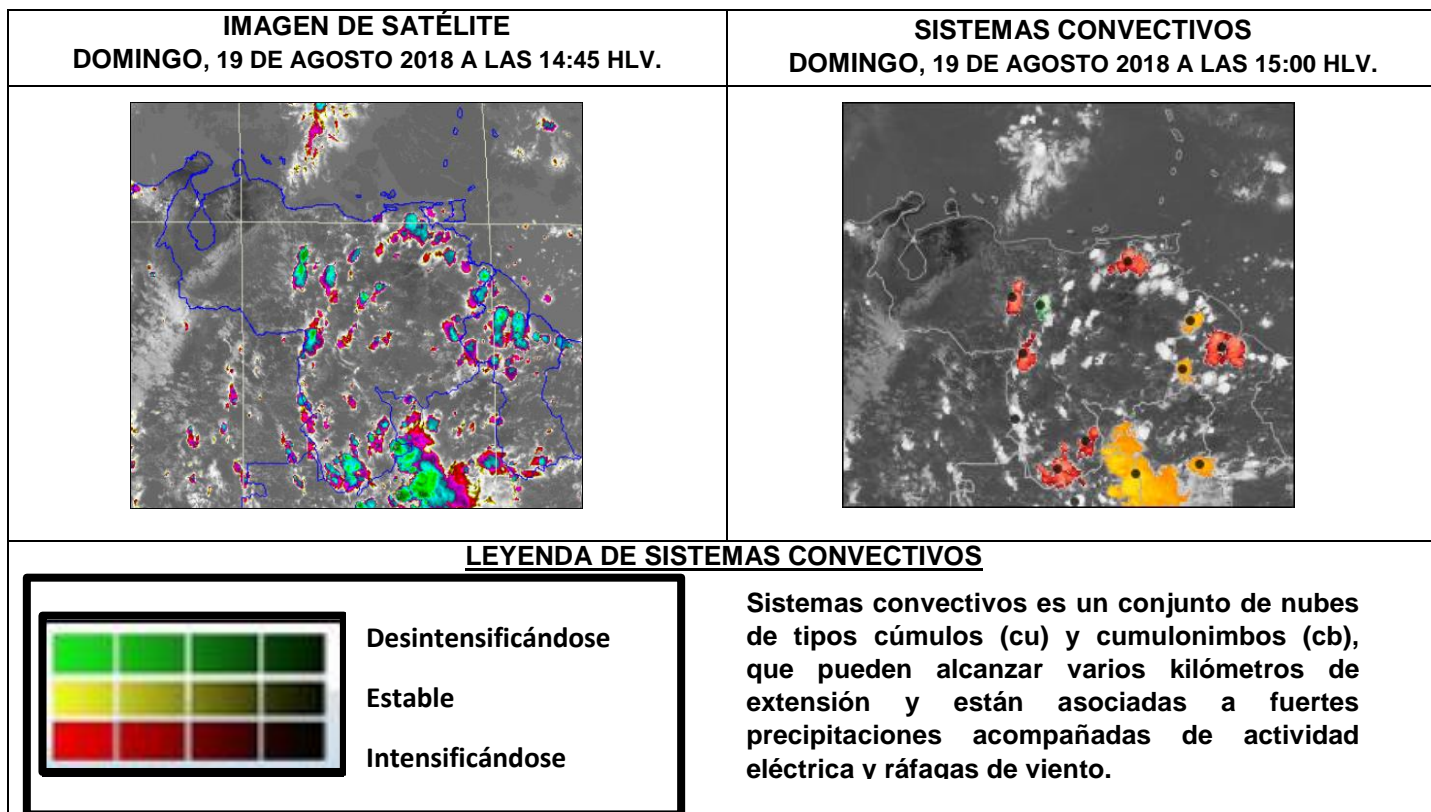 IMAGEN DE SATÉLITE
DOMINGO, 19 DE AGOSTO 2018 A LAS 14:45 HLV.
SISTEMAS CONVECTIVOS
DOMINGO, 19 DE AGOSTO 2018 A LAS 15:00 HLV.
LEYENDA DE SISTEMAS CONVECTIVOS
Desintensificándose
Estable
Intensificándose
Sistemas convectivos es un conjunto de nubes
de tipos cúmulos (cu) y cumulonimbos (cb),
que pueden alcanzar varios kilómetros de
extensión y están asociadas a fuertes
precipitaciones acompañadas de actividad
eléctrica y ráfagas de viento.